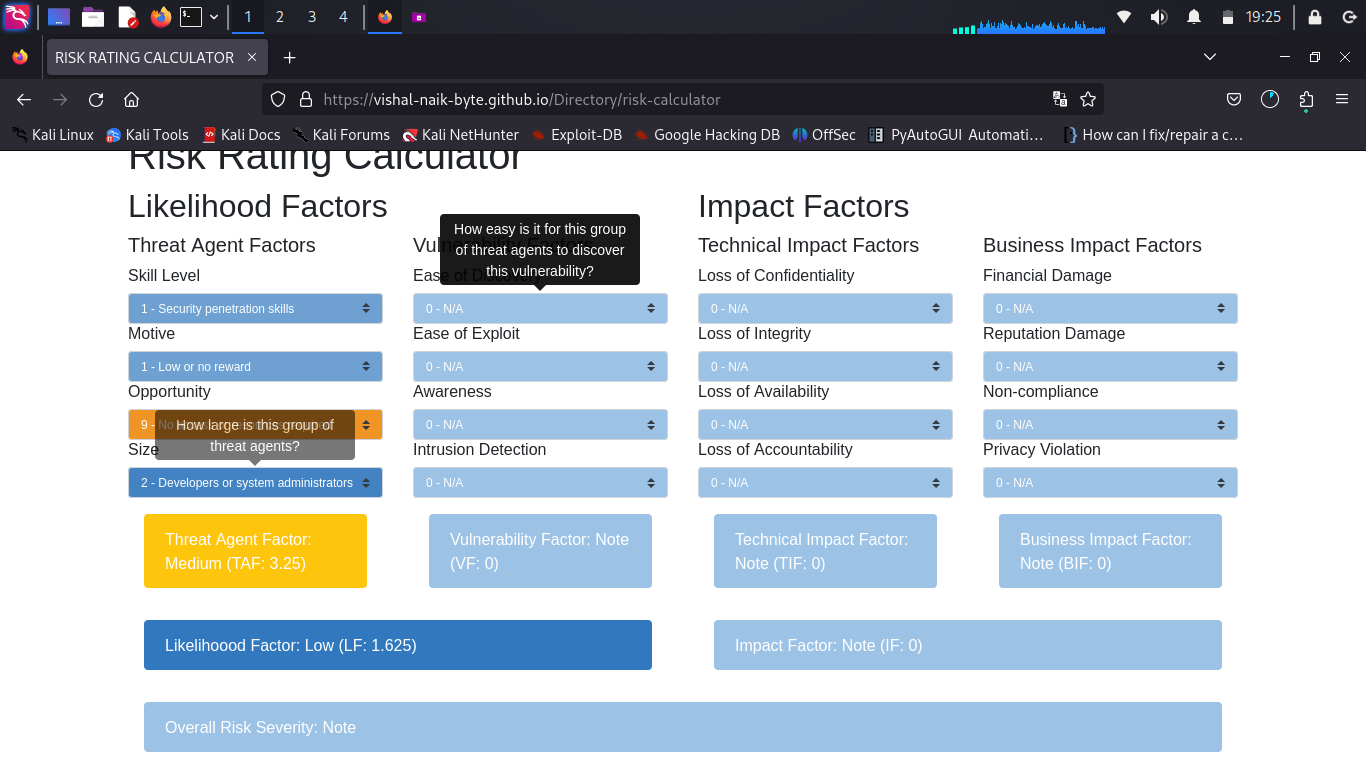 1 2 3 4 19:25
RISK RATING CALCULATOR
https://vishal-naik-byte.github.io/Directory/risk-calculator
Kali Linux Kali Tools Kali Docs Kali Forums Kali NetHunter Exploit-DB Google Hacking DB OffSec PyAutoGUI Automati… How can I fix/repair a c…
Risk Rating Calculator
Likelihood Factors
Impact Factors
Threat Agent Factors
Skill Level
1 - Security penetration skills
Motive
1 - Low or no reward
Opportunity
9 - No
How large is this group of
threat agents?
Size
2 - Developers or system administrators
How easy is it for this group
of threat agents to discover
this vulnerability?
Vulnerability Factors
Ease of Discovery
0 - N/A
Ease of Exploit
0 - N/A
Awareness
0 - N/A
Intrusion Detection
0 - N/A
Technical Impact Factors
Loss of Confidentiality
0 - N/A
Loss of Integrity
0 - N/A
Loss of Availability
0 - N/A
Loss of Accountability
0 - N/A
Business Impact Factors
Financial Damage
0 - N/A
Reputation Damage
0 - N/A
Non-compliance
0 - N/A
Privacy Violation
0 - N/A
Threat Agent Factor:
Medium (TAF: 3.25)
Vulnerability Factor: Note
(VF: 0)
Technical Impact Factor:
Note (TIF: 0)
Business Impact Factor:
Note (BIF: 0)
Likelihoood Factor: Low (LF: 1.625)
Impact Factor: Note (IF: 0)
Overall Risk Severity: Note